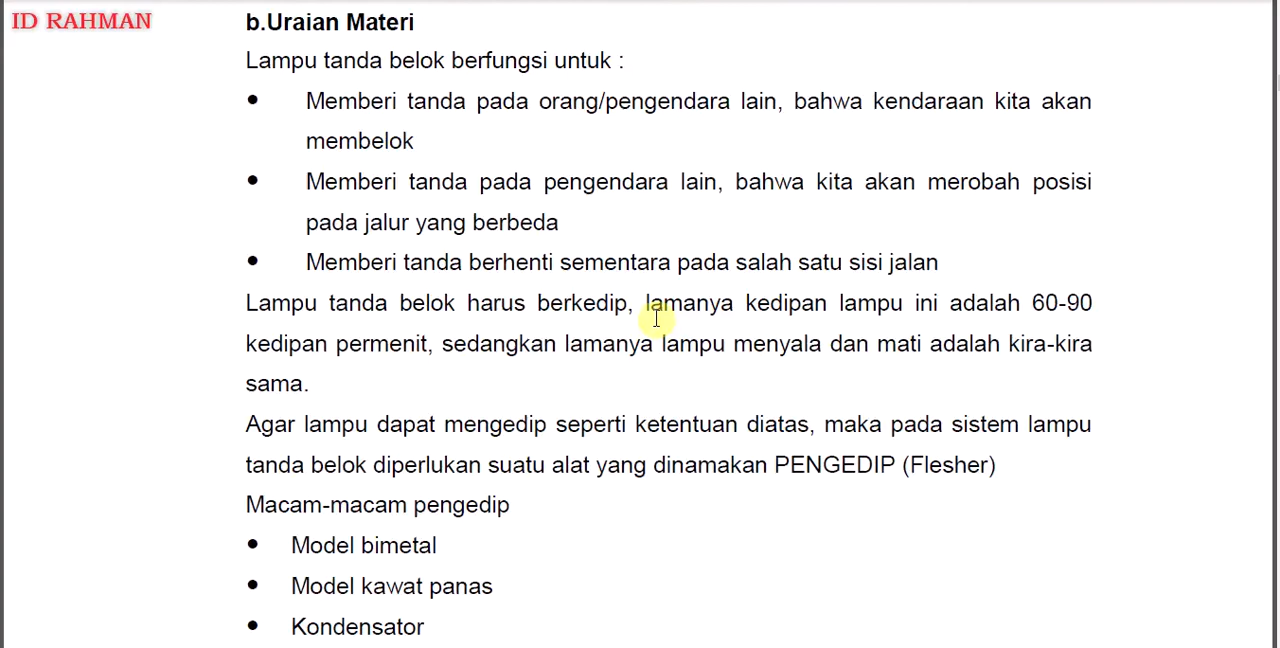 ID RAHMAN
b.Uraian Materi
Lampu tanda belok berfungsi untuk :
• Memberi tanda pada orang/pengendara lain, bahwa kendaraan kita akan
membelok
• Memberi tanda pada pengendara lain, bahwa kita akan merobah posisi
pada jalur yang berbeda
• Memberi tanda berhenti sementara pada salah satu sisi jalan
Lampu tanda belok harus berkedip, lamanya kedipan lampu ini adalah 60-90
kedipan permenit, sedangkan lamanya lampu menyala dan mati adalah kira-kira
sama.
Agar lampu dapat mengedip seperti ketentuan diatas, maka pada sistem lampu
tanda belok diperlukan suatu alat yang dinamakan PENGEDIP (Flesher)
Macam-macam pengedip
• Model bimetal
• Model kawat panas
• Kondensator